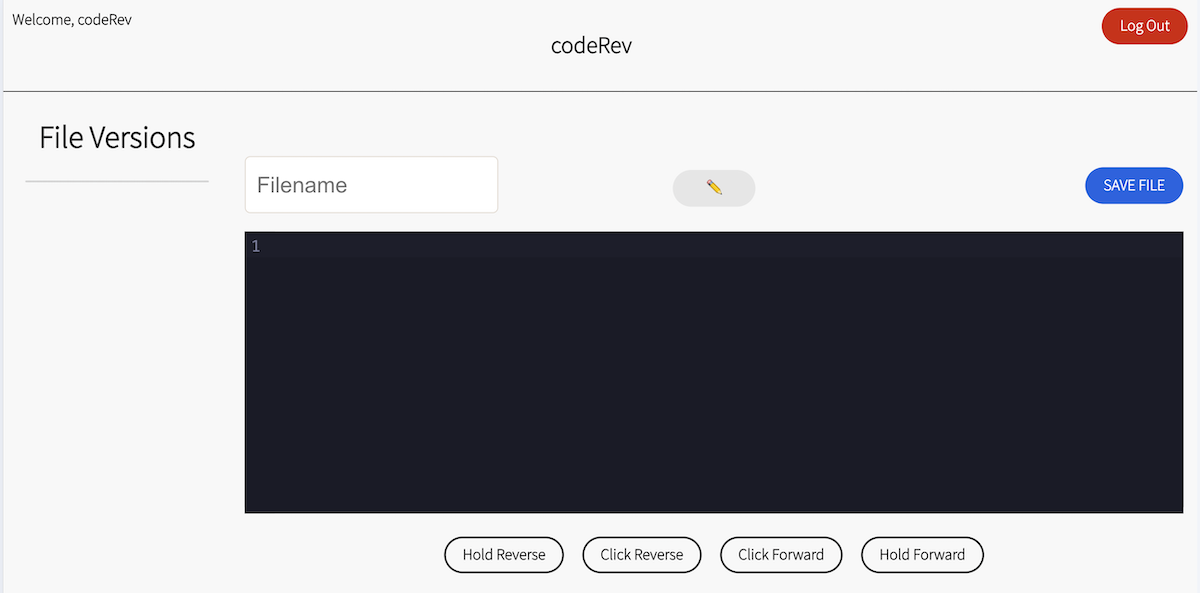 Welcome, codeRev
Log Out
codeRev
File Versions
Filename
SAVE FILE
1
Hold Reverse
Click Reverse
Click Forward
Hold Forward